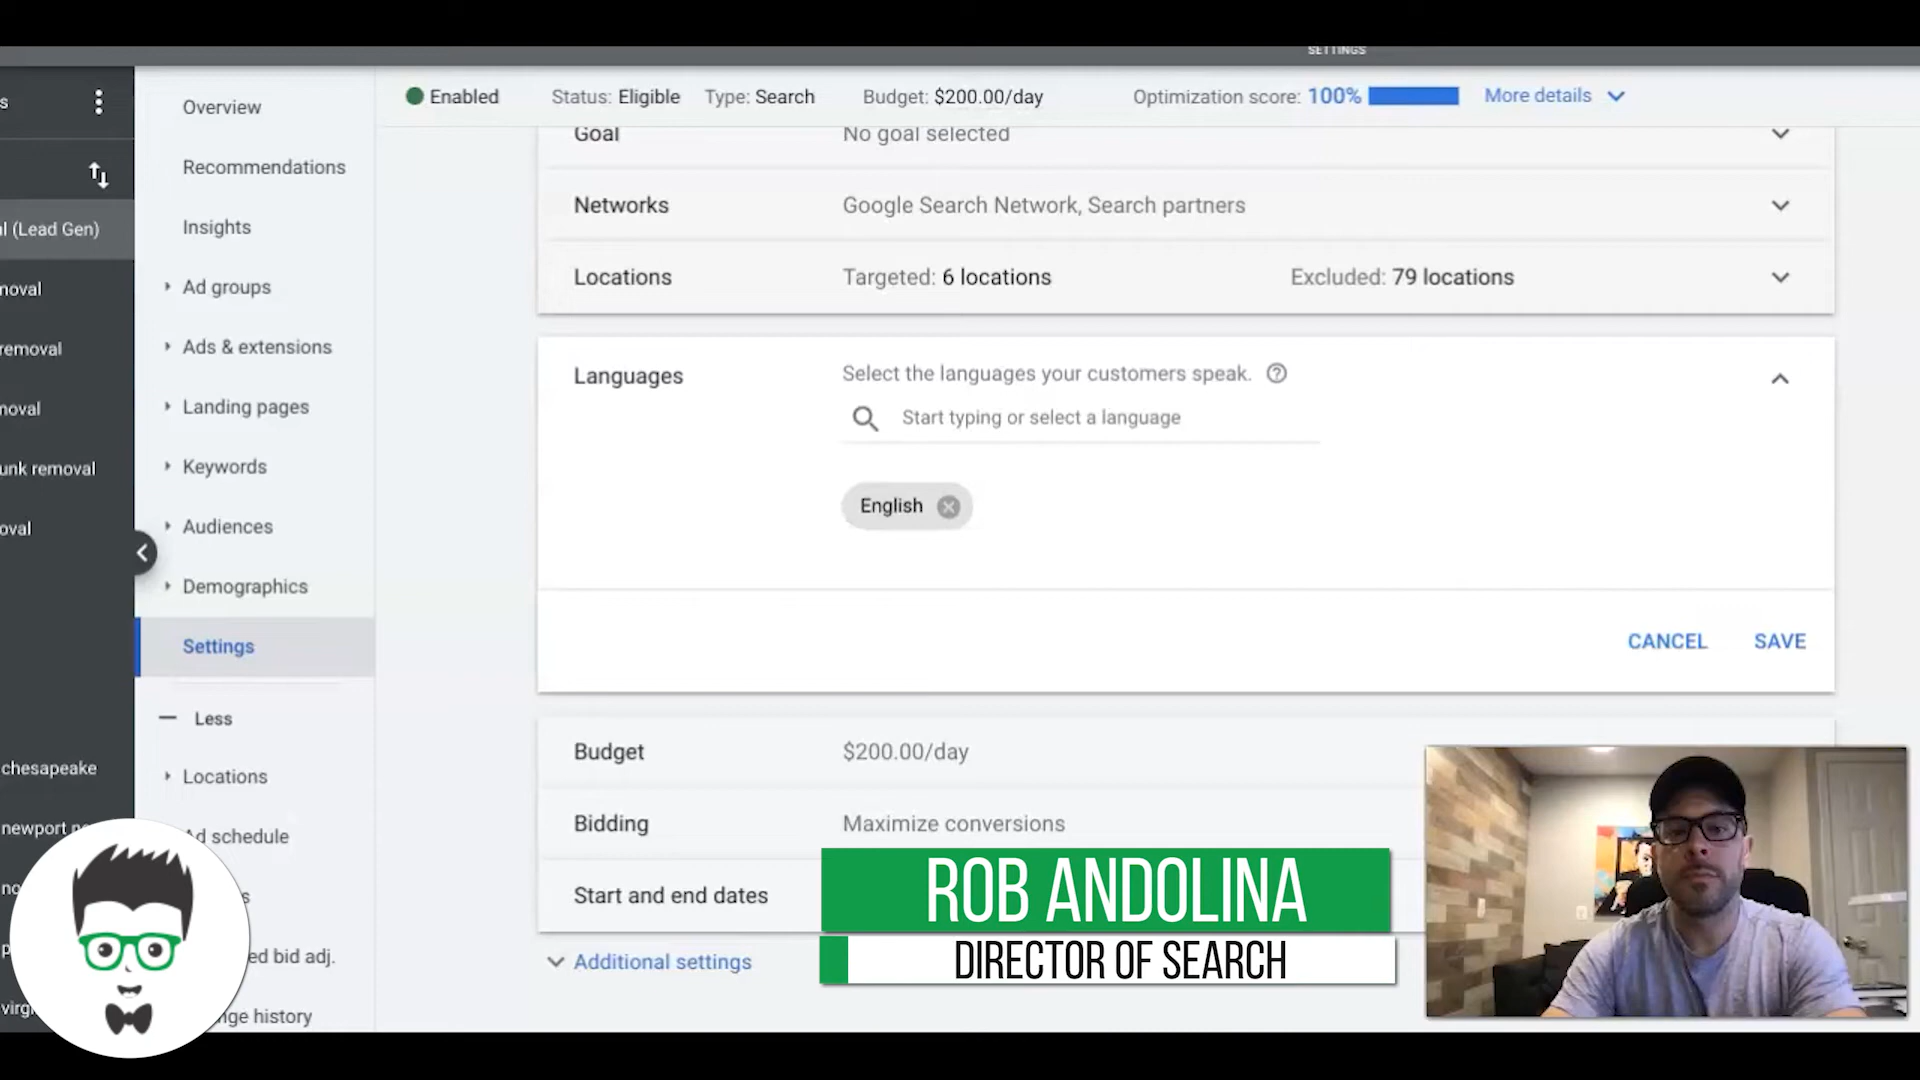 SETTINGS
Enabled Status: Eligible Type: Search Budget: $200.00/day Optimization score: 100% More details
(Lead Gen)
removal
unk removal
chesapeake
newport
Overview
Recommendations
Insights
Ad groups
Ads & extensions
Landing pages
Keywords
Audiences
Demographics
Settings
Less
Locations
Ad schedule
ed bid adj.
nge history
Goal No goal selected
Networks Google Search Network, Search partners
Locations Targeted: 6 locations Excluded: 79 locations
Languages Select the languages your customers speak.
Start typing or select a language
English
CANCEL SAVE
Budget $200.00/day
Bidding Maximize conversions
Start and end dates
Additional settings
ROB ANDOLINA
DIRECTOR OF SEARCH